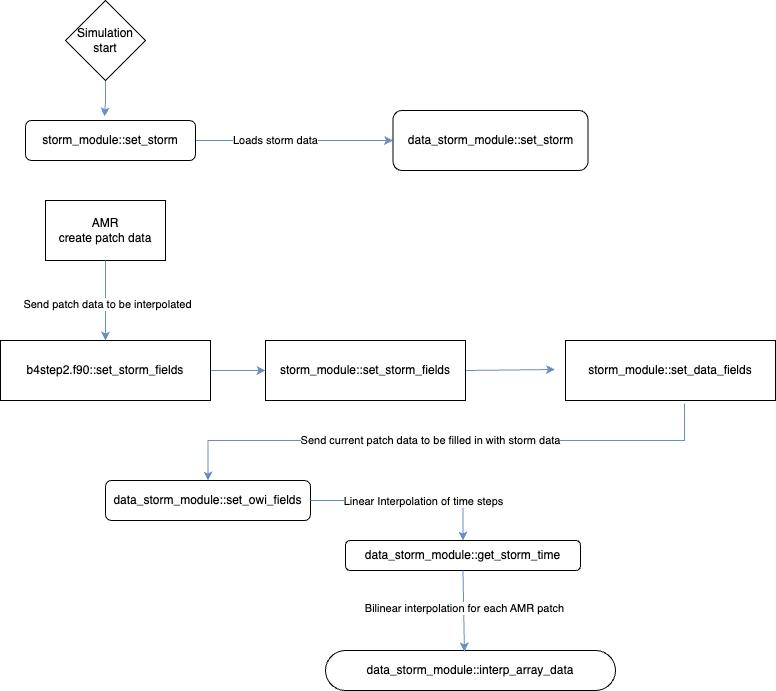 Simulation
start
storm_module::set_storm
Loads storm data
data_storm_module::set_storm
AMR
create patch data
Send patch data to be interpolated
b4step2.f90::set_storm_fields
storm_module::set_storm_fields
storm_module::set_data_fields
Send current patch data to be filled in with storm data
data_storm_module::set_owi_fields
Linear Interpolation of time steps
data_storm_module::get_storm_time
Bilinear interpolation for each AMR patch
data_storm_module::interp_array_data